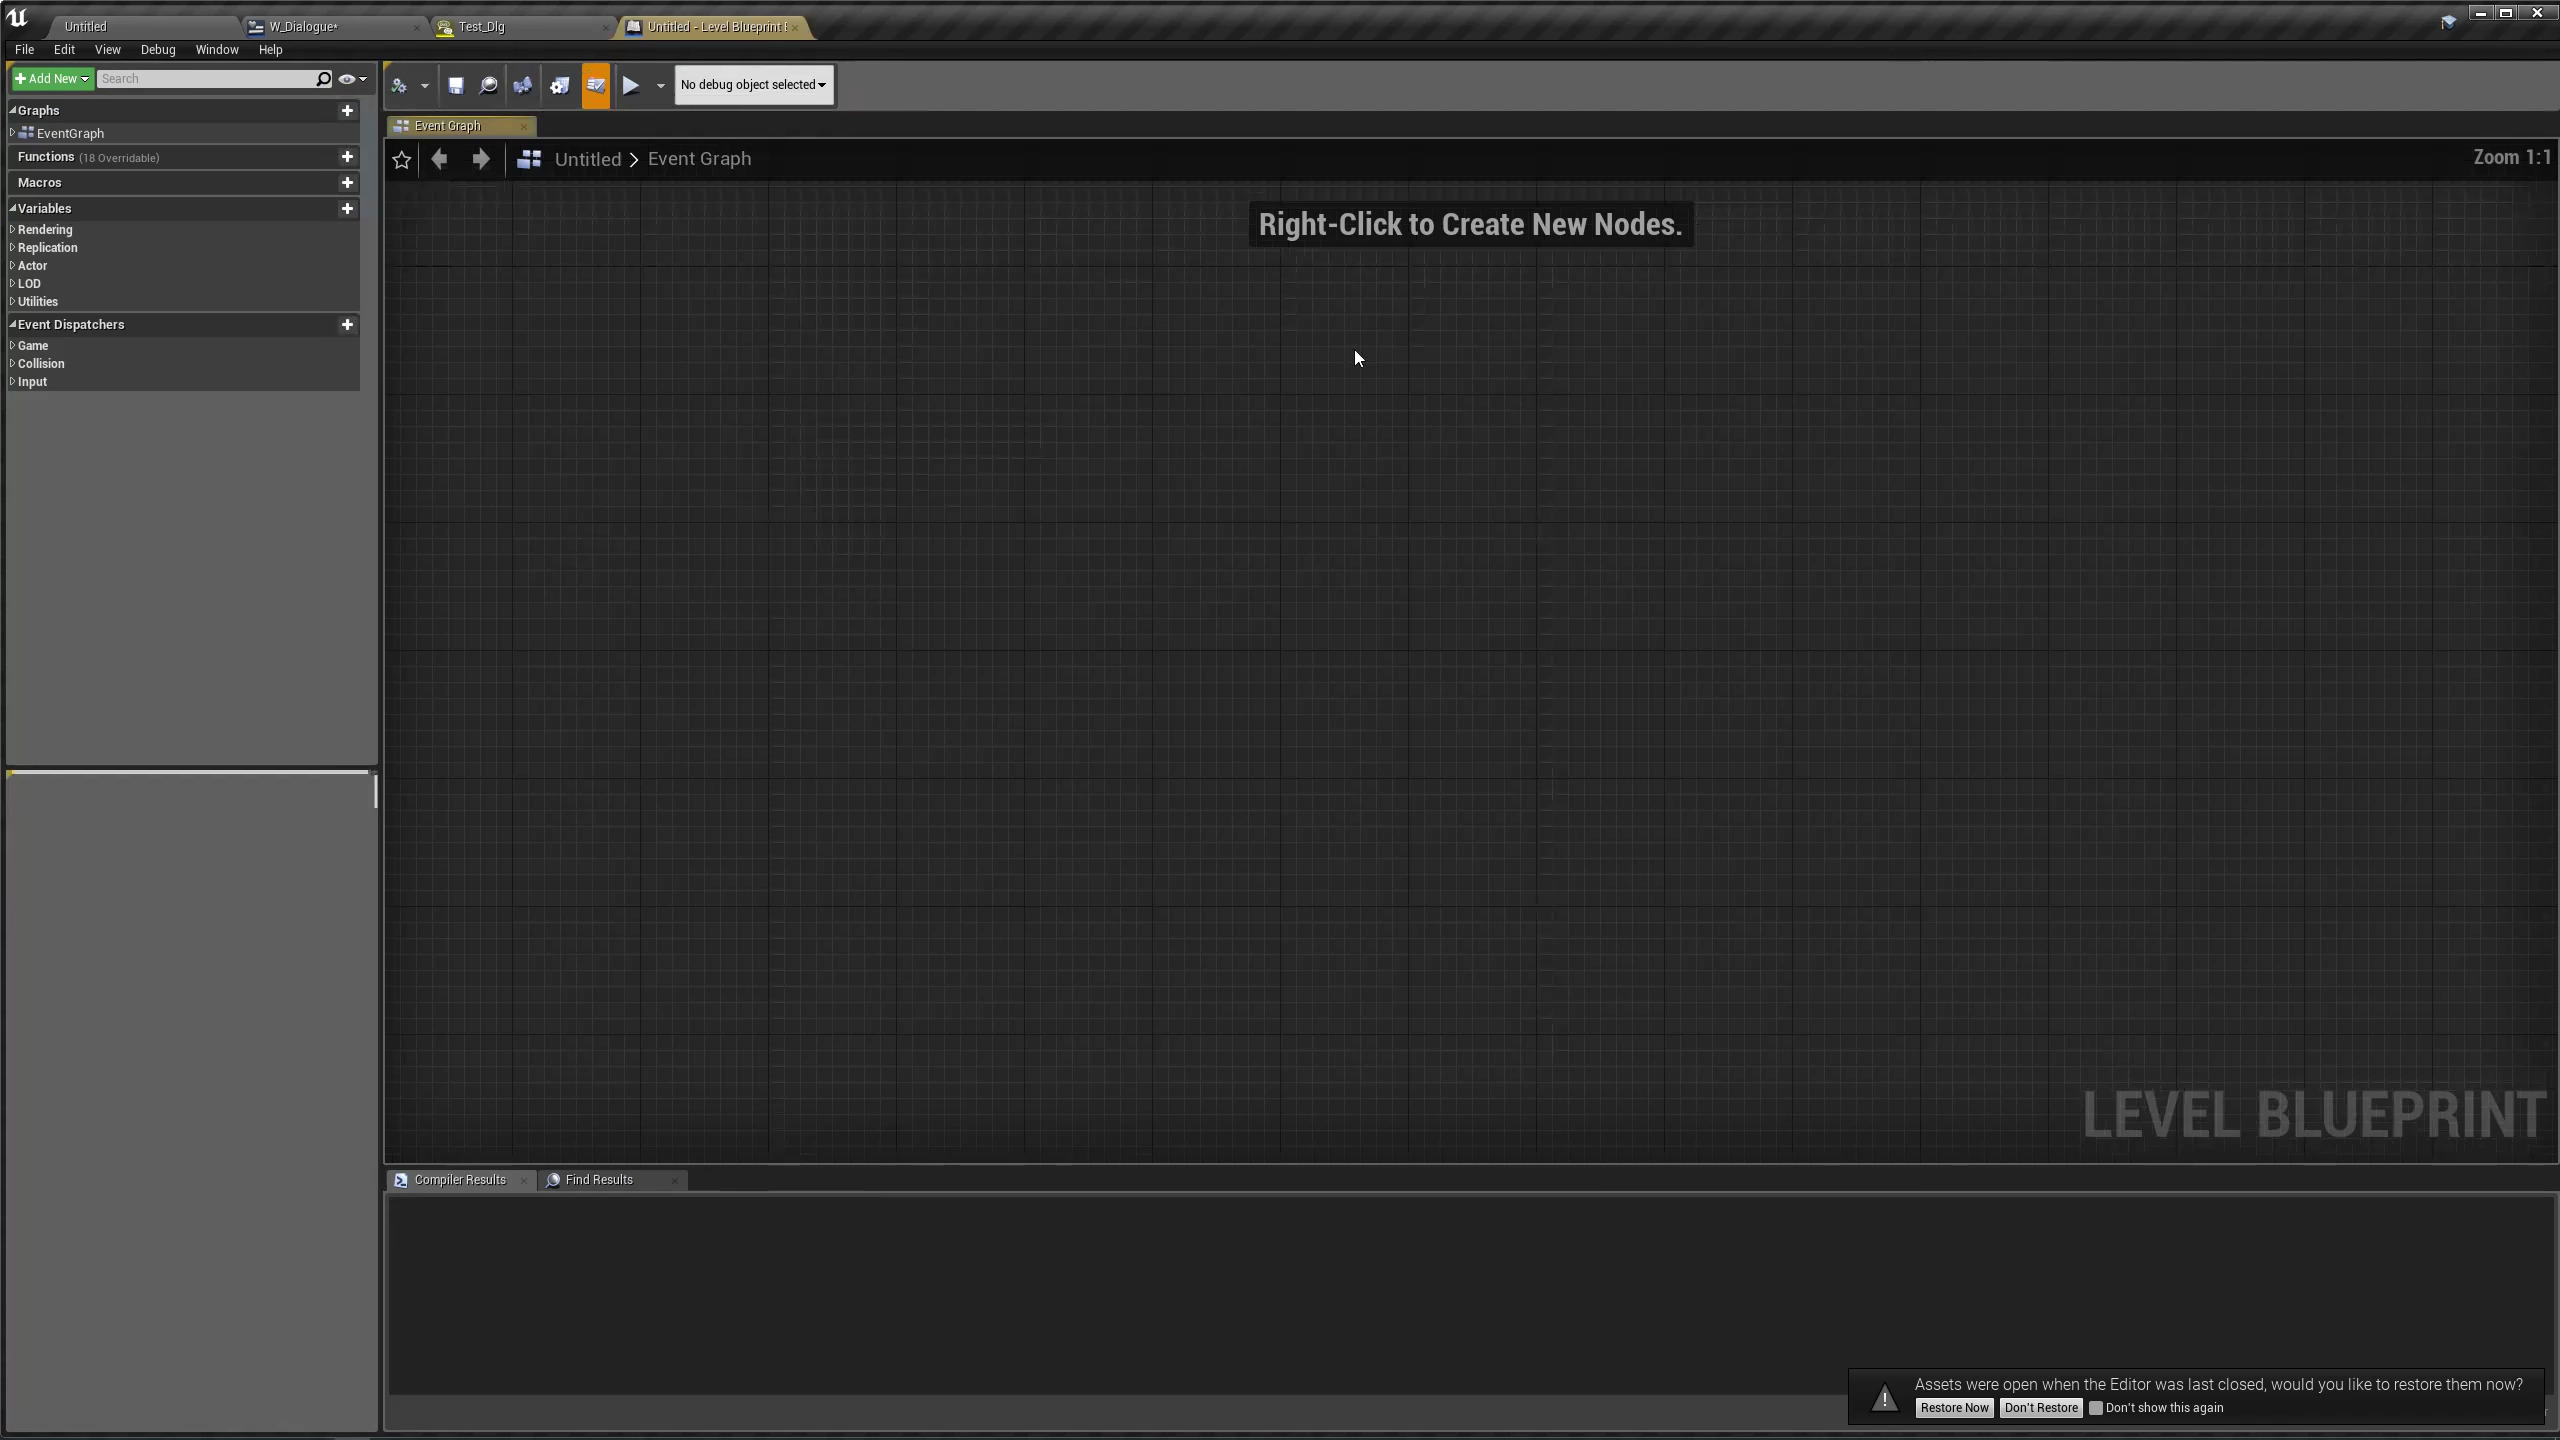 Untitled
W_Dialogue*
Test_Dlg
Untitled - Level Blueprint E
File Edit View Debug Window Help
Add New
Search
No debug object selected
Graphs
EventGraph
Functions (18 Overridable)
Macros
Variables
Rendering
Replication
Actor
LOD
Utilities
Event Dispatchers
Game
Collision
Input
Event Graph
Untitled > Event Graph
Zoom 1:1
Right-Click to Create New Nodes.
LEVEL BLUEPRINT
Compiler Results
Find Results
Assets were open when the Editor was last closed, would you like to restore them now?
Restore Now Don't Restore Don't show this again